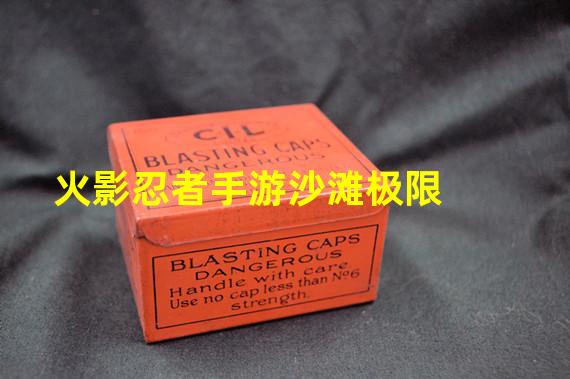 CIL
BLASTING CAPS
DANGEROUS
火影忍者手游沙滩极限
BLASTING CAPS
DANGEROUS
Handle with care
Use no cap less than Nº6
strength.